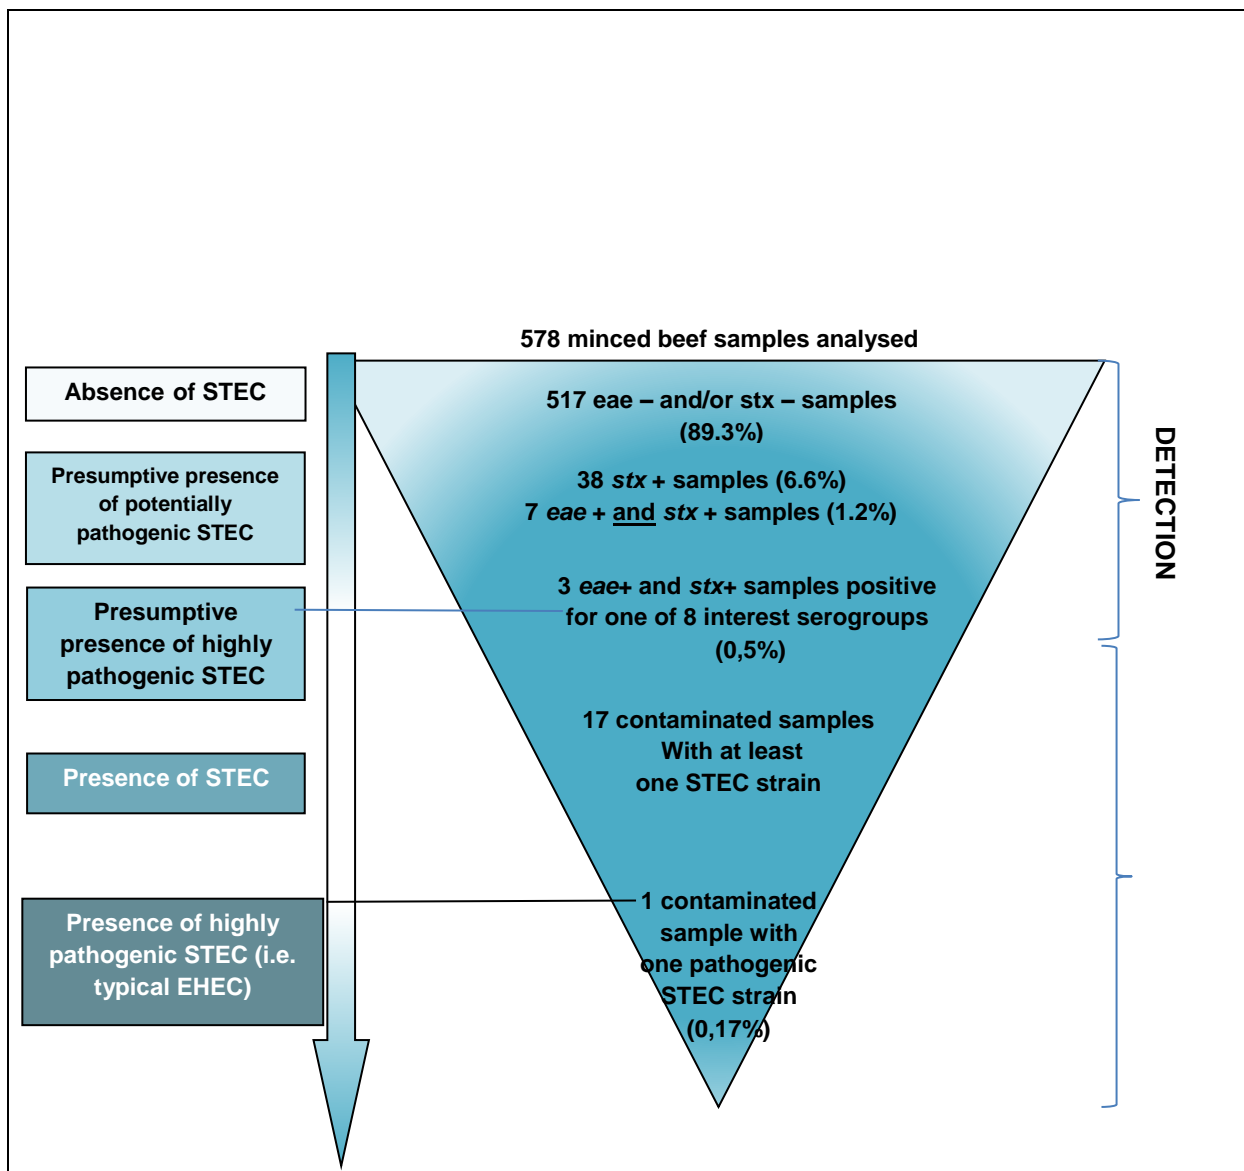 578 minced beef samples analysed
Absence of STEC
517 eae – and/or stx – samples
(89.3%)
Presumptive presence
of potentially
pathogenic STEC
38 stx + samples (6.6%)
7 eae + and stx + samples (1.2%)
Presumptive
presence of highly
pathogenic STEC
3 eae+ and stx+ samples positive
for one of 8 interest serogroups
(0,5%)
DETECTION
Presence of STEC
17 contaminated samples
With at least
one STEC strain
Presence of highly
pathogenic STEC (i.e.
typical EHEC)
1 contaminated
sample with
one pathogenic
STEC strain
(0,17%)